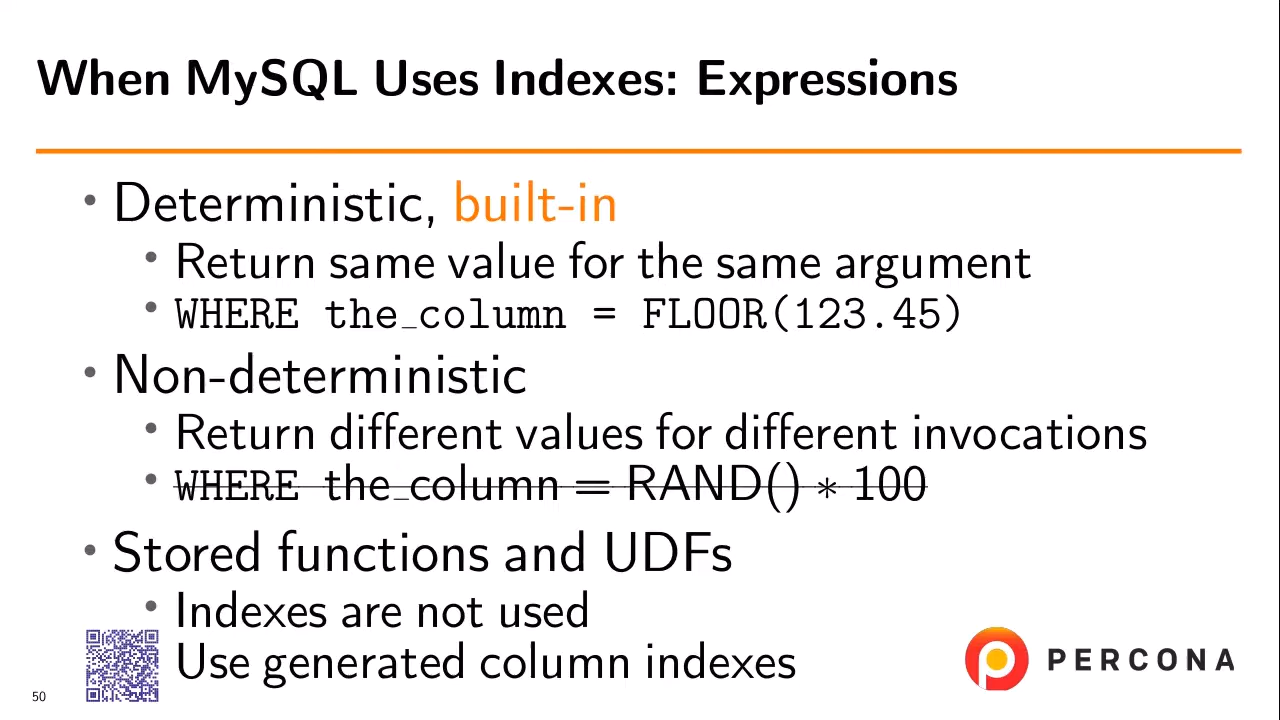 When MySQL Uses Indexes: Expressions
• Deterministic, built-in
• Return same value for the same argument
• WHERE the_column = FLOOR(123.45)
• Non-deterministic
• Return different values for different invocations
• WHERE the_column = RAND() * 100
• Stored functions and UDFs
• Indexes are not used
Use generated column indexes
PERCONA
50